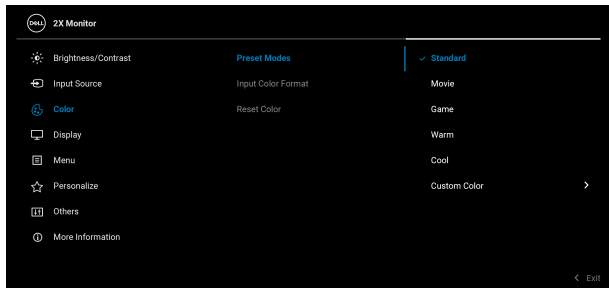 DELL 2X Monitor
Brightness/Contrast Preset Modes ✓ Standard
Input Source Input Color Format Movie
Color Reset Color Game
Display Warm
Menu Cool
Personalize Custom Color >
Others
More Information
< Exit